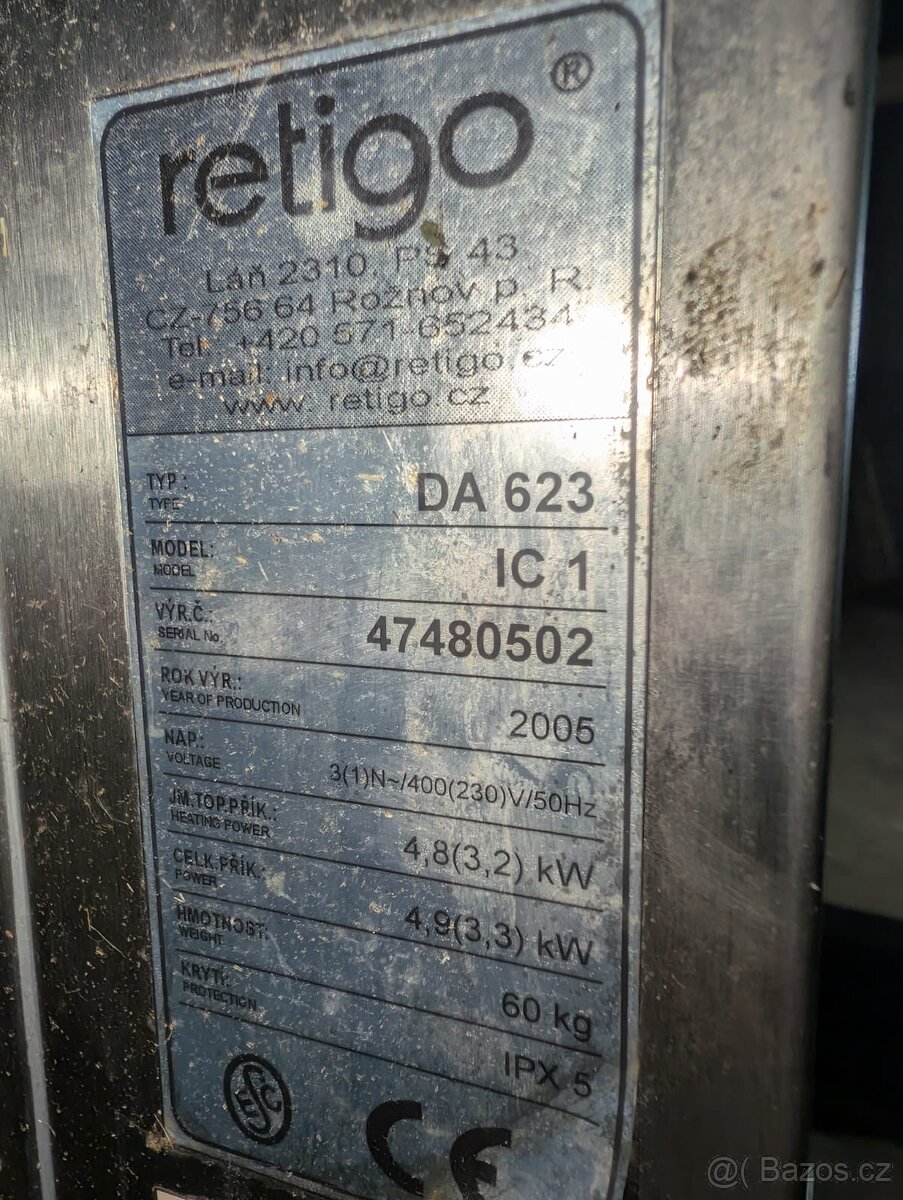 retigo ®
Láň 2310, PS 43
CZ-756 64 Rožnov p. R.
Tel.: +420 571 652434
e-mail: info@retigo.cz
www. retigo.cz
TYP: DA 623
TYPE
MODEL: IC 1
MODEL
VÝR.Č.: 47480502
SERIAL No.
ROK VÝR.: 2005
YEAR OF PRODUCTION
NAP.: 3(1)N~/400(230)V/50Hz
VOLTAGE
JM.TOP.PŘÍK.: 4,8(3,2) kW
HEATING POWER
CELK.PŘÍK.: 4,9(3,3) kW
POWER
HMOTNOST: 60 kg
WEIGHT
KRYTÍ: IPX 5
PROTECTION
ESC CE
@( Bazos.cz